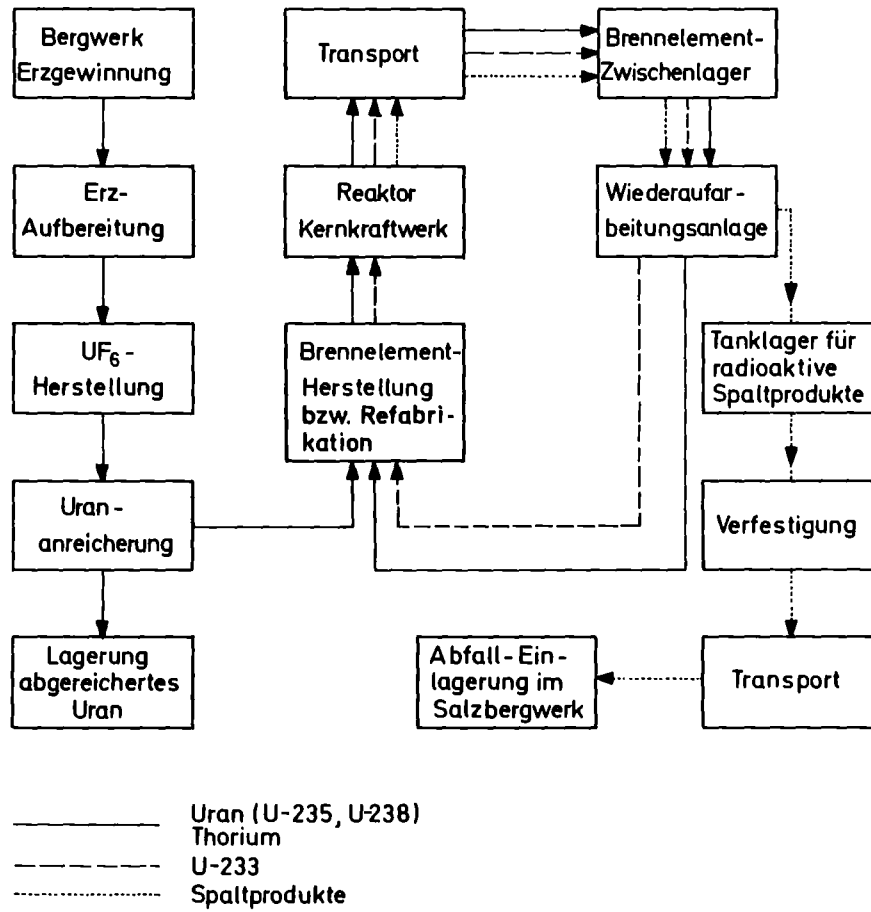 Bergwerk
Erzgewinnung
Erz-
Aufbereitung
UF₆-
Herstellung
Uran-
anreicherung
Lagerung
abgereichertes
Uran
Transport
Reaktor
Kernkraftwerk
Brennelement-
Herstellung
bzw. Refabri-
kation
Brennelement-
Zwischenlager
Wiederaufar-
beitungsanlage
Tanklager für
radioaktive
Spaltprodukte
Verfestigung
Transport
Abfall-Ein-
lagerung im
Salzbergwerk
Uran (U-235, U-238)
Thorium
U-233
Spaltprodukte